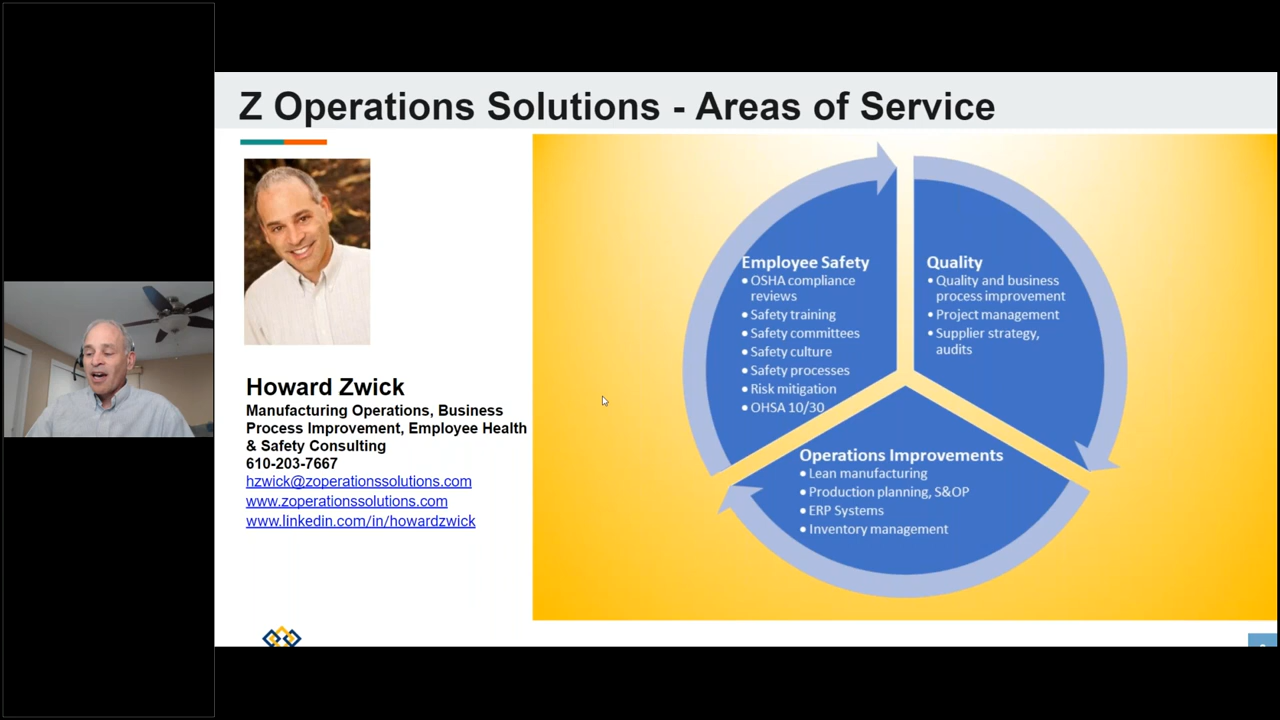 Z Operations Solutions - Areas of Service
Howard Zwick
Manufacturing Operations, Business
Process Improvement, Employee Health
& Safety Consulting
610-203-7667
hzwick@zoperationssolutions.com
www.zoperationssolutions.com
www.linkedin.com/in/howardzwick
Employee Safety
• OSHA compliance
reviews
• Safety training
• Safety committees
• Safety culture
• Safety processes
• Risk mitigation
• OHSA 10/30
Quality
• Quality and business
process improvement
• Project management
• Supplier strategy,
audits
Operations Improvements
• Lean manufacturing
• Production planning, S&OP
• ERP Systems
• Inventory management